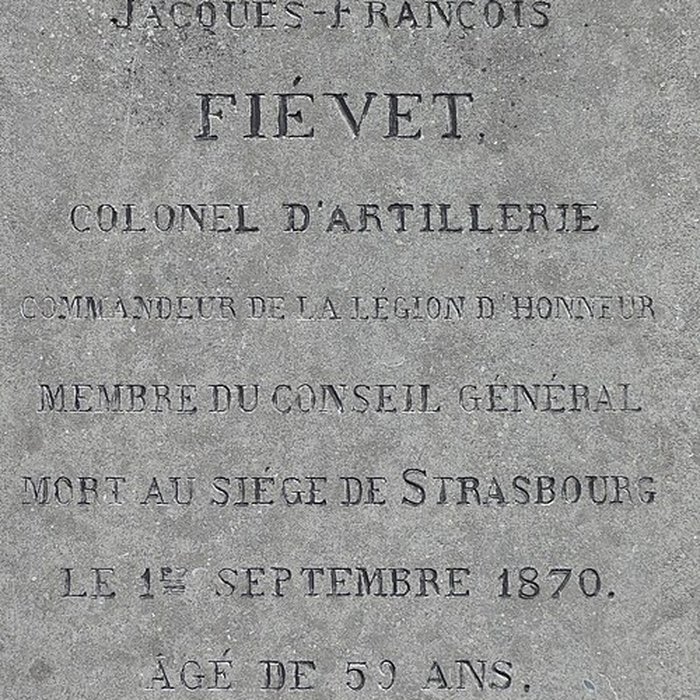 Jacques-François
FIÉVET,
COLONEL D'ARTILLERIE
COMMANDEUR DE LA LÉGION D'HONNEUR
MEMBRE DU CONSEIL GÉNÉRAL
MORT AU SIÉGE DE STRASBOURG
LE 1ER SEPTEMBRE 1870.
ÂGÉ DE 59 ANS.